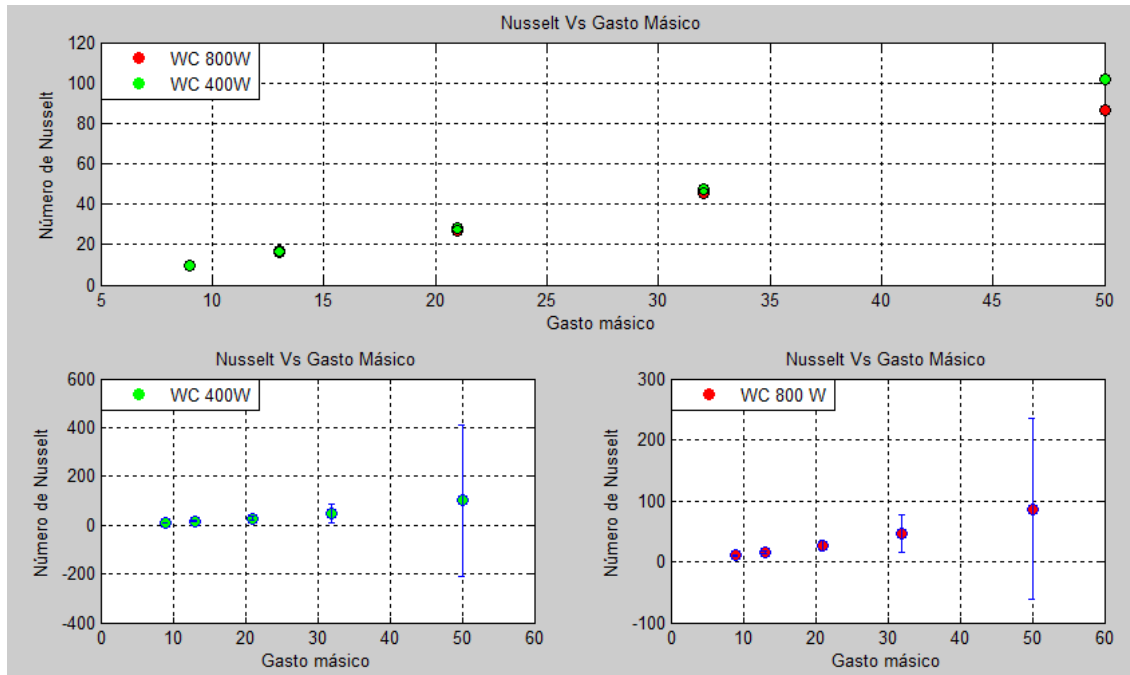 Nusselt Vs Gasto Másico
120
100
80
60
40
20
0
Número de Nusselt
WC 800W
WC 400W
5 10 15 20 25 30 35 40 45 50
Gasto másico
Nusselt Vs Gasto Másico
600
400
200
0
-200
-400
Número de Nusselt
WC 400W
0 10 20 30 40 50 60
Gasto másico
Nusselt Vs Gasto Másico
300
200
100
0
-100
Número de Nusselt
WC 800 W
0 10 20 30 40 50 60
Gasto másico